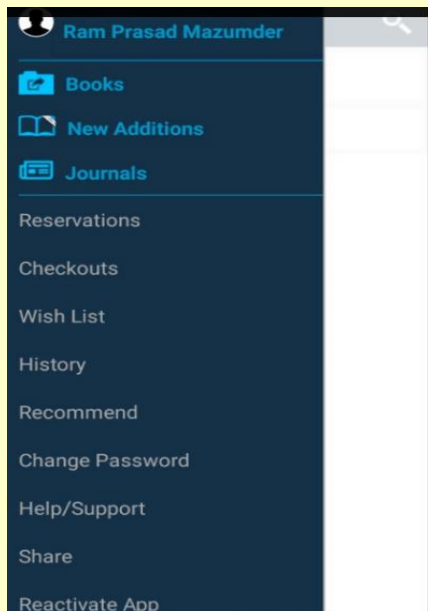 Ram Prasad Mazumder
Books
New Additions
Journals
Reservations
Checkouts
Wish List
History
Recommend
Change Password
Help/Support
Share
Reactivate App